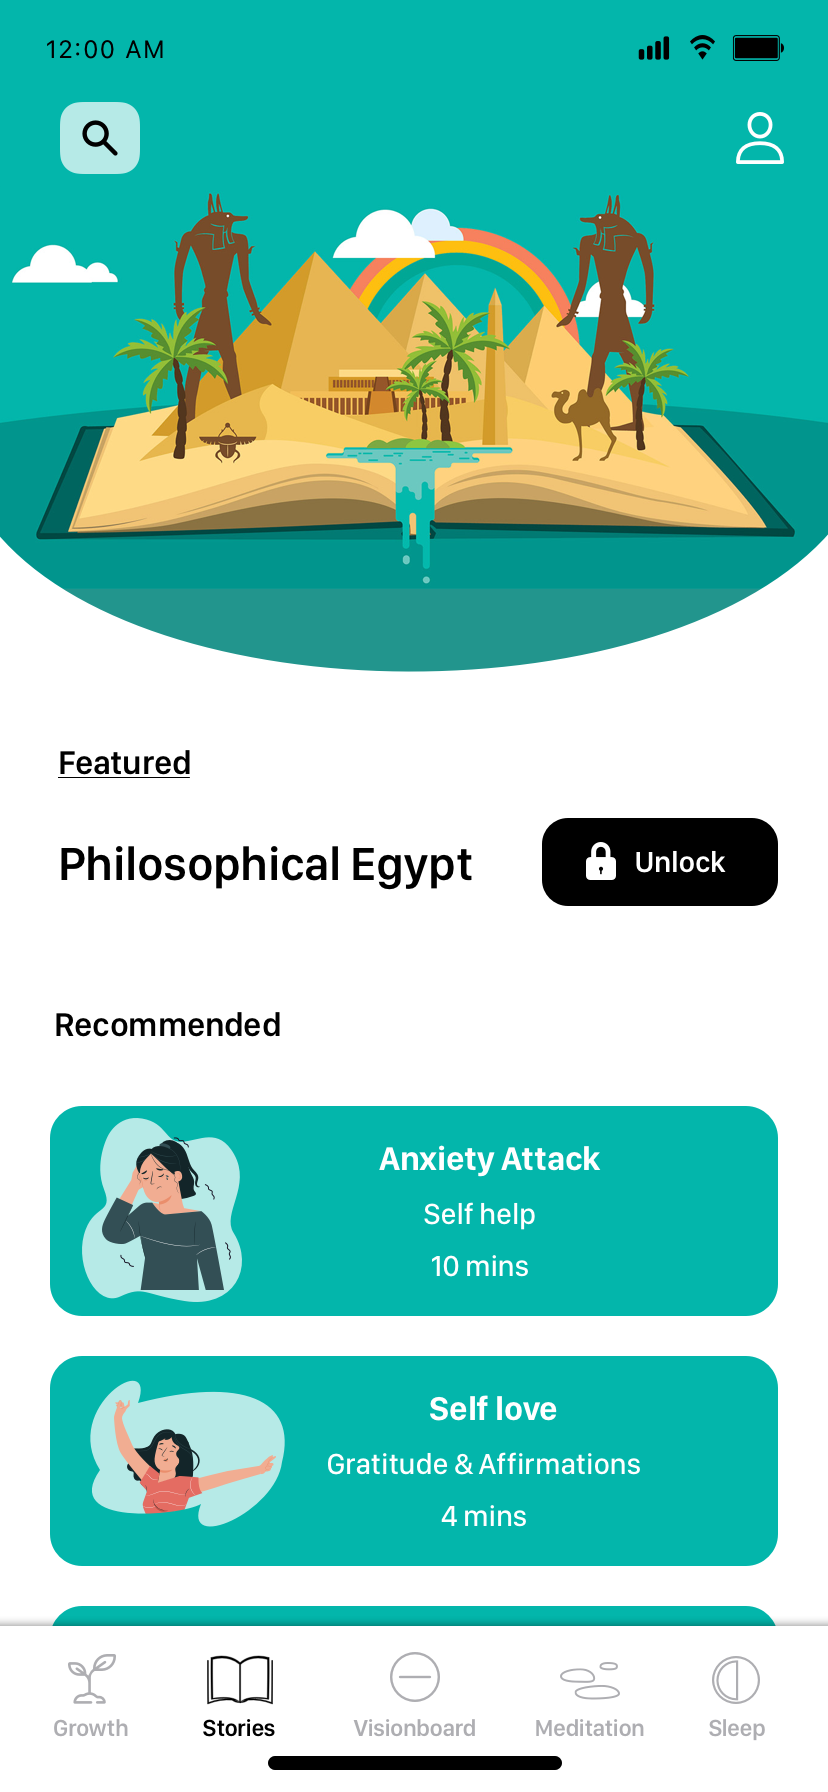 12:00 AM
Featured
Philosophical Egypt
Unlock
Recommended
Anxiety Attack
Self help
10 mins
Self love
Gratitude & Affirmations
4 mins
Growth
Stories
Visionboard
Meditation
Sleep